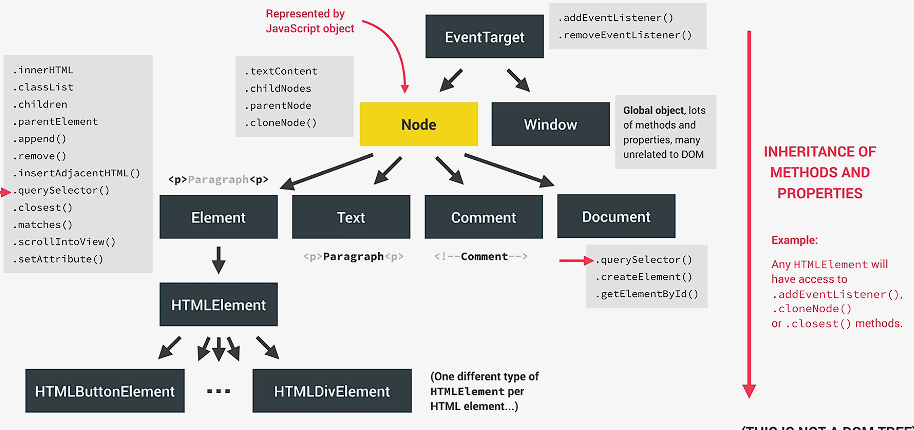 Represented by
JavaScript object
EventTarget
.addEventListener()
.removeEventListener()
.innerHTML
.classList
.children
.parentElement
.append()
.remove()
.insertAdjacentHTML()
.querySelector()
.closest()
.matches()
.scrollIntoView()
.setAttribute()
.textContent
.childNodes
.parentNode
.cloneNode()
Node
Window
Global object, lots
of methods and
properties, many
unrelated to DOM
INHERITANCE OF
METHODS AND
PROPERTIES
<p>Paragraph<p>
Element
Text
Comment
Document
<p>Paragraph<p>
<!--Comment-->
.querySelector()
.createElement()
.getElementById()
Example:
Any HTMLElement will
have access to
.addEventListener(),
.cloneNode()
or .closest() methods.
HTMLElement
HTMLButtonElement
...
HTMLDivElement
(One different type of
HTMLElement per
HTML element...)
(THIS IS NOT A DOM TREE)